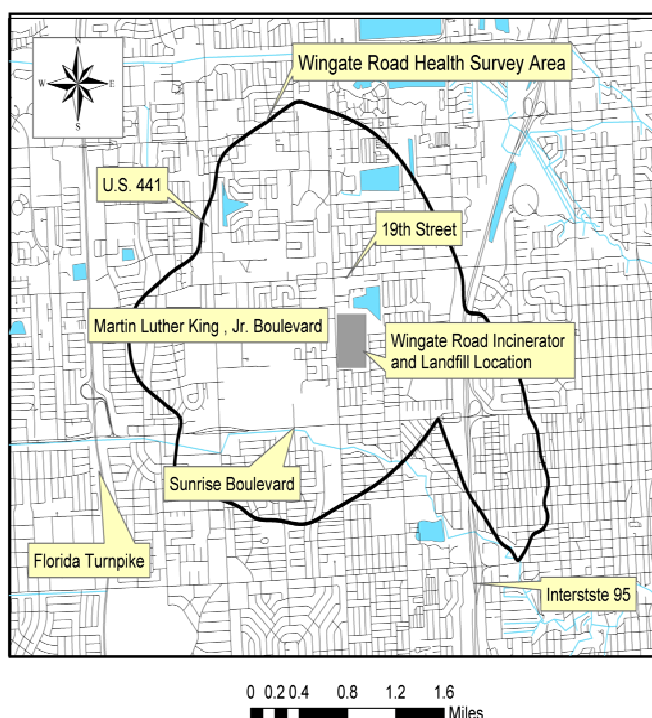 N
W E
S
Wingate Road Health Survey Area
U.S. 441
19th Street
Martin Luther King , Jr. Boulevard
Wingate Road Incinerator
and Landfill Location
Sunrise Boulevard
Florida Turnpike
Interstste 95
0 0.2 0.4 0.8 1.2 1.6
Miles